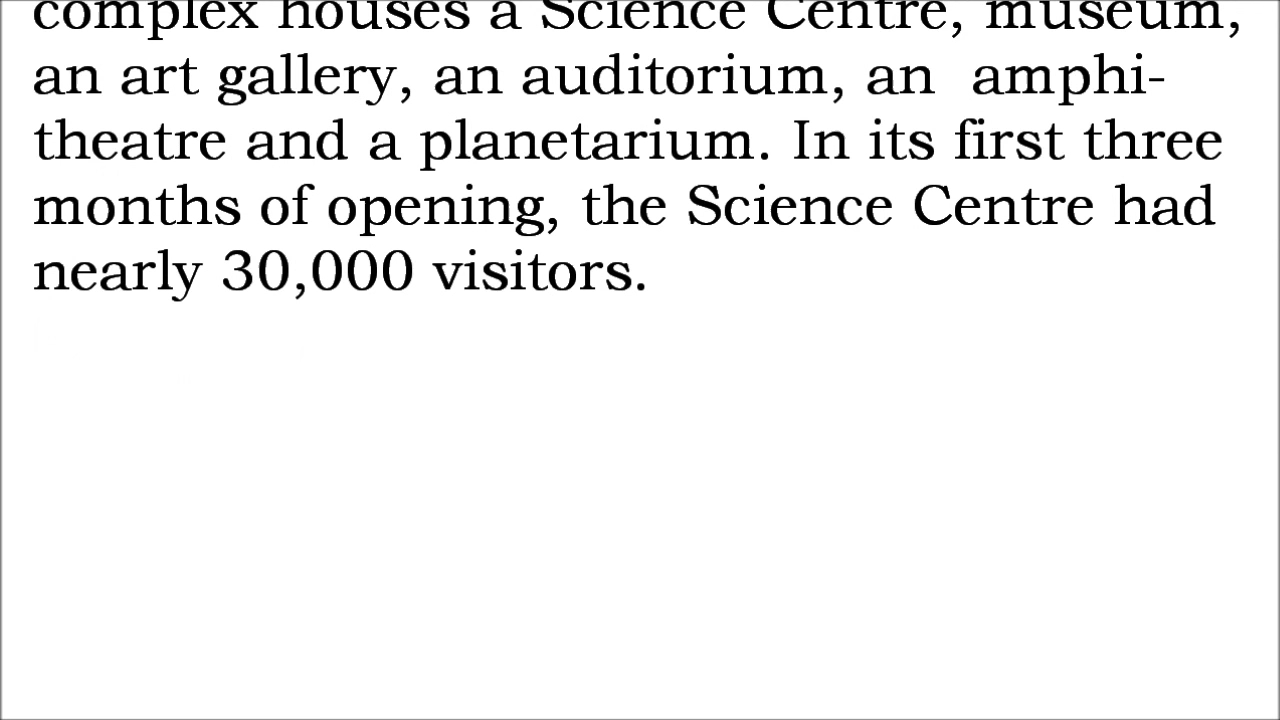 complex houses a Science Centre, museum,
an art gallery, an auditorium, an  amphi-
theatre and a planetarium. In its first three
months of opening, the Science Centre had
nearly 30,000 visitors.